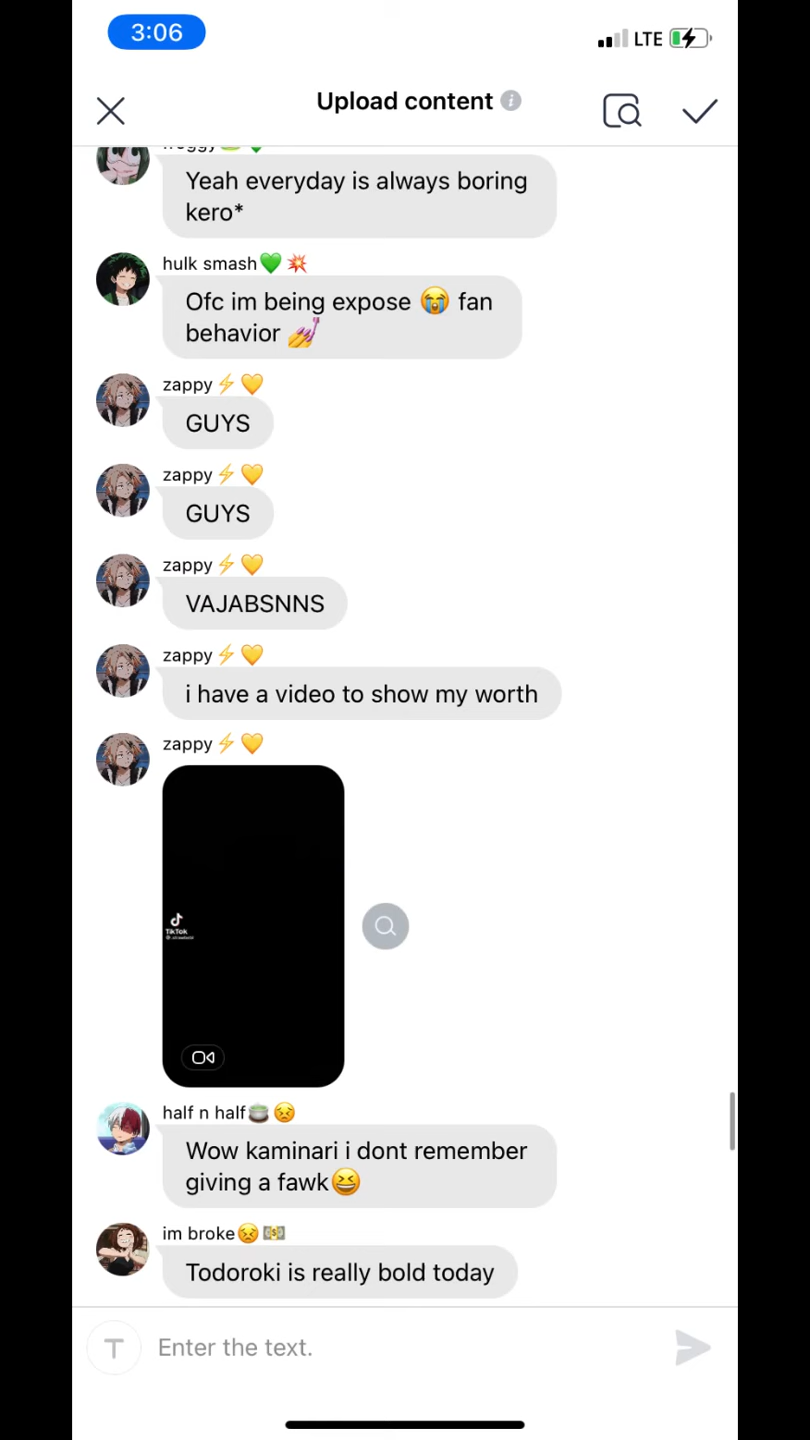 3:06
LTE
Upload content
Yeah everyday is always boring
kero*
hulk smash💚 💥
Ofc im being expose 😭 fan
behavior 💅
zappy⚡💛
GUYS
zappy⚡💛
GUYS
zappy⚡💛
VAJABSNNS
zappy⚡💛
i have a video to show my worth
zappy⚡💛
TikTok
half n half🍵 😣
Wow kaminari i dont remember
giving a fawk😆
im broke😣 💵
Todoroki is really bold today
T
Enter the text.